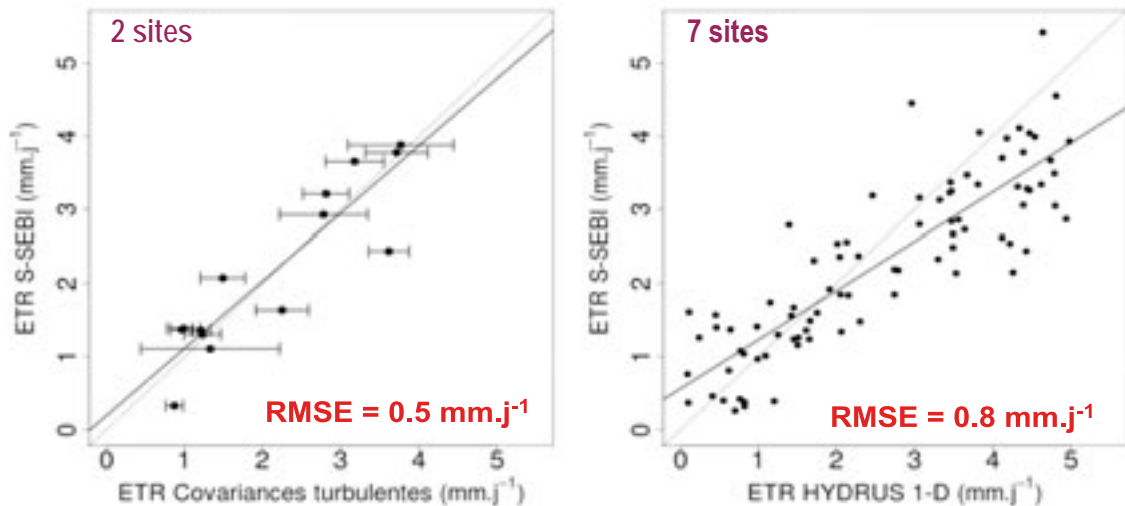 2 sites
ETR S-SEBI (mm.j⁻¹)
5
4
3
2
1
0
RMSE = 0.5 mm.j⁻¹
0 1 2 3 4 5
ETR Covariances turbulentes (mm.j⁻¹)
7 sites
ETR S-SEBI (mm.j⁻¹)
5
4
3
2
1
0
RMSE = 0.8 mm.j⁻¹
0 1 2 3 4 5
ETR HYDRUS 1-D (mm.j⁻¹)